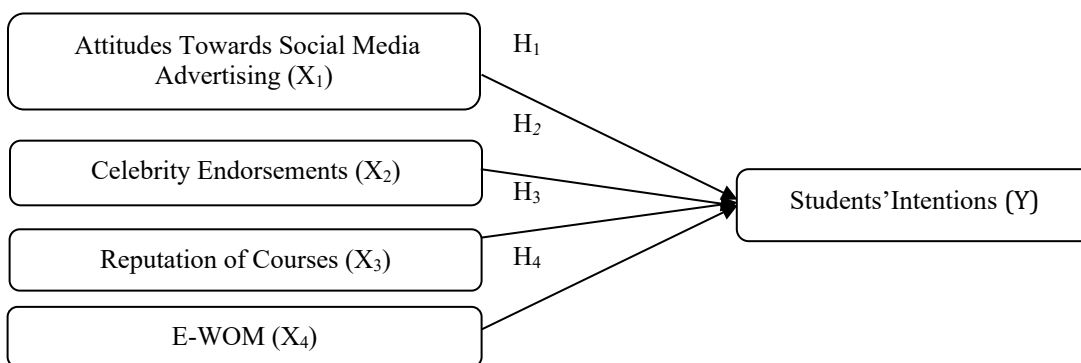 Attitudes Towards Social Media
Advertising (X₁)
H₁
H₂
Celebrity Endorsements (X₂)
H₃
Students’Intentions (Y)
Reputation of Courses (X₃)
H₄
E-WOM (X₄)